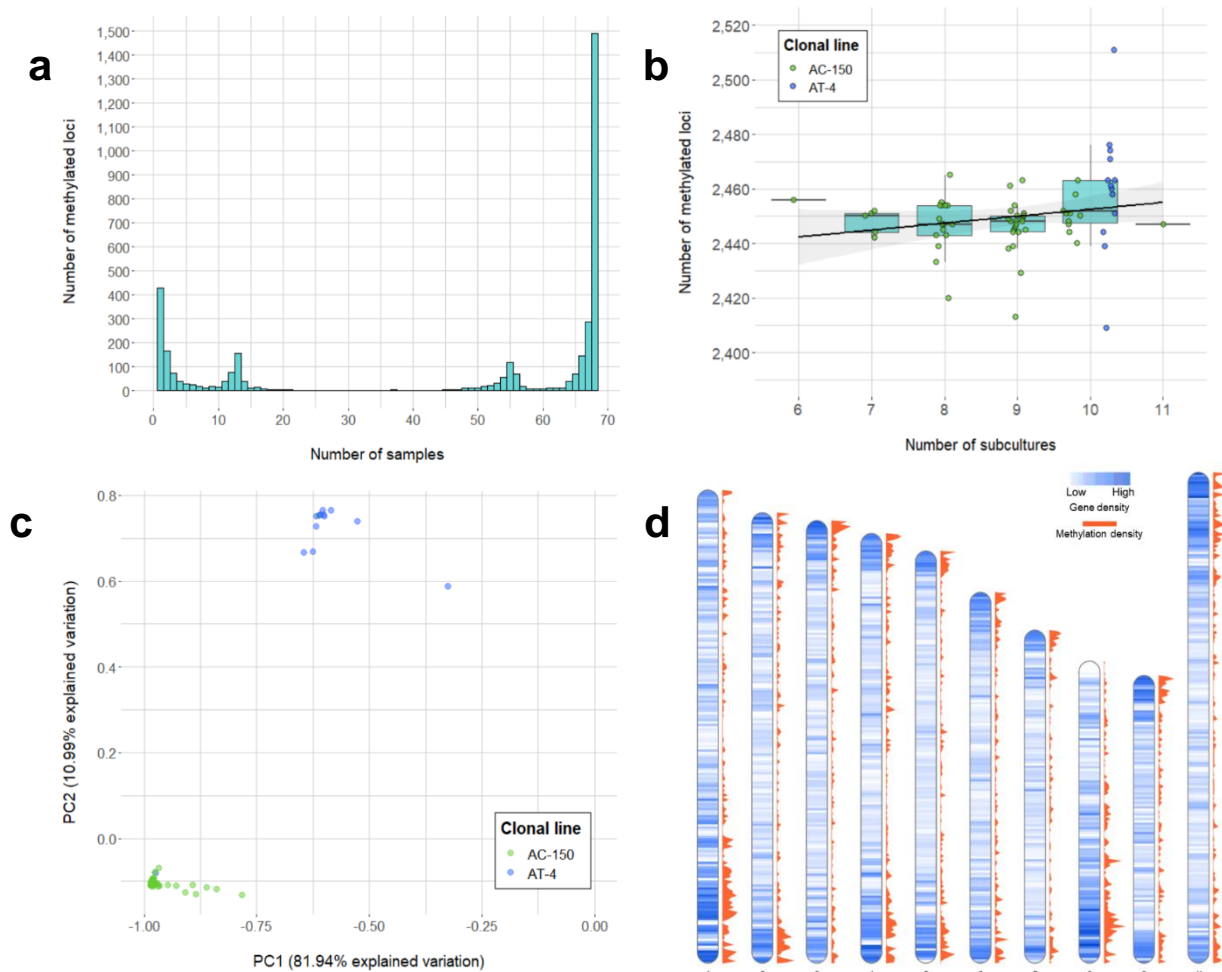 a
1,500
1,400
1,300
1,200
1,100
1,000
900
800
700
600
500
400
300
200
100
0
Number of methylated loci
0 10 20 30 40 50 60 70
Number of samples
b
2,520
2,500
2,480
2,460
2,440
2,420
2,400
Number of methylated loci
Clonal line
AC-150
AT-4
6 7 8 9 10 11
Number of subcultures
c
0.8
0.6
0.4
0.2
0.0
PC2 (10.99% explained variation)
Clonal line
AC-150
AT-4
-1.00 -0.75 -0.50 -0.25 0.00
PC1 (81.94% explained variation)
d
Low High
Gene density
Methylation density